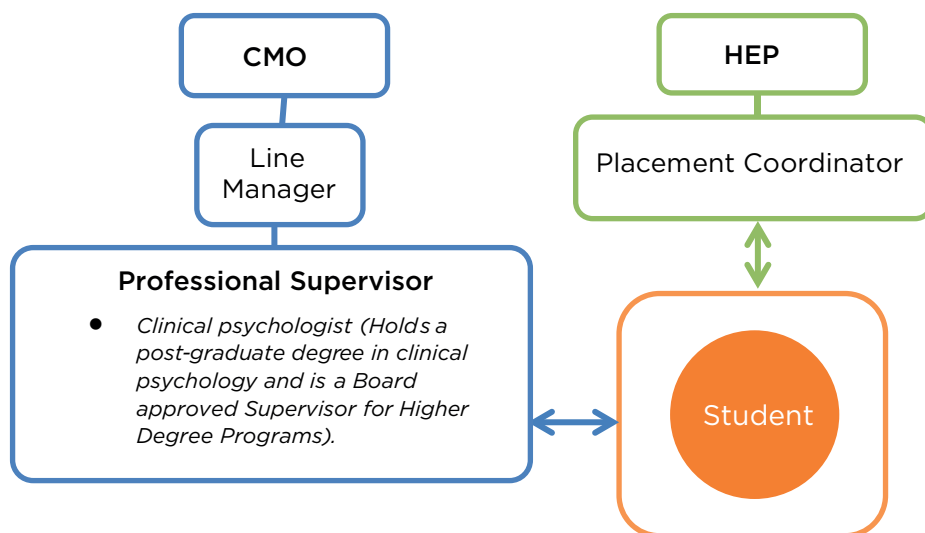 CMO
HEP
Line
Manager
Placement Coordinator
Professional Supervisor
● Clinical psychologist (Holds a
post-graduate degree in clinical
psychology and is a Board
approved Supervisor for Higher
Degree Programs).
Student